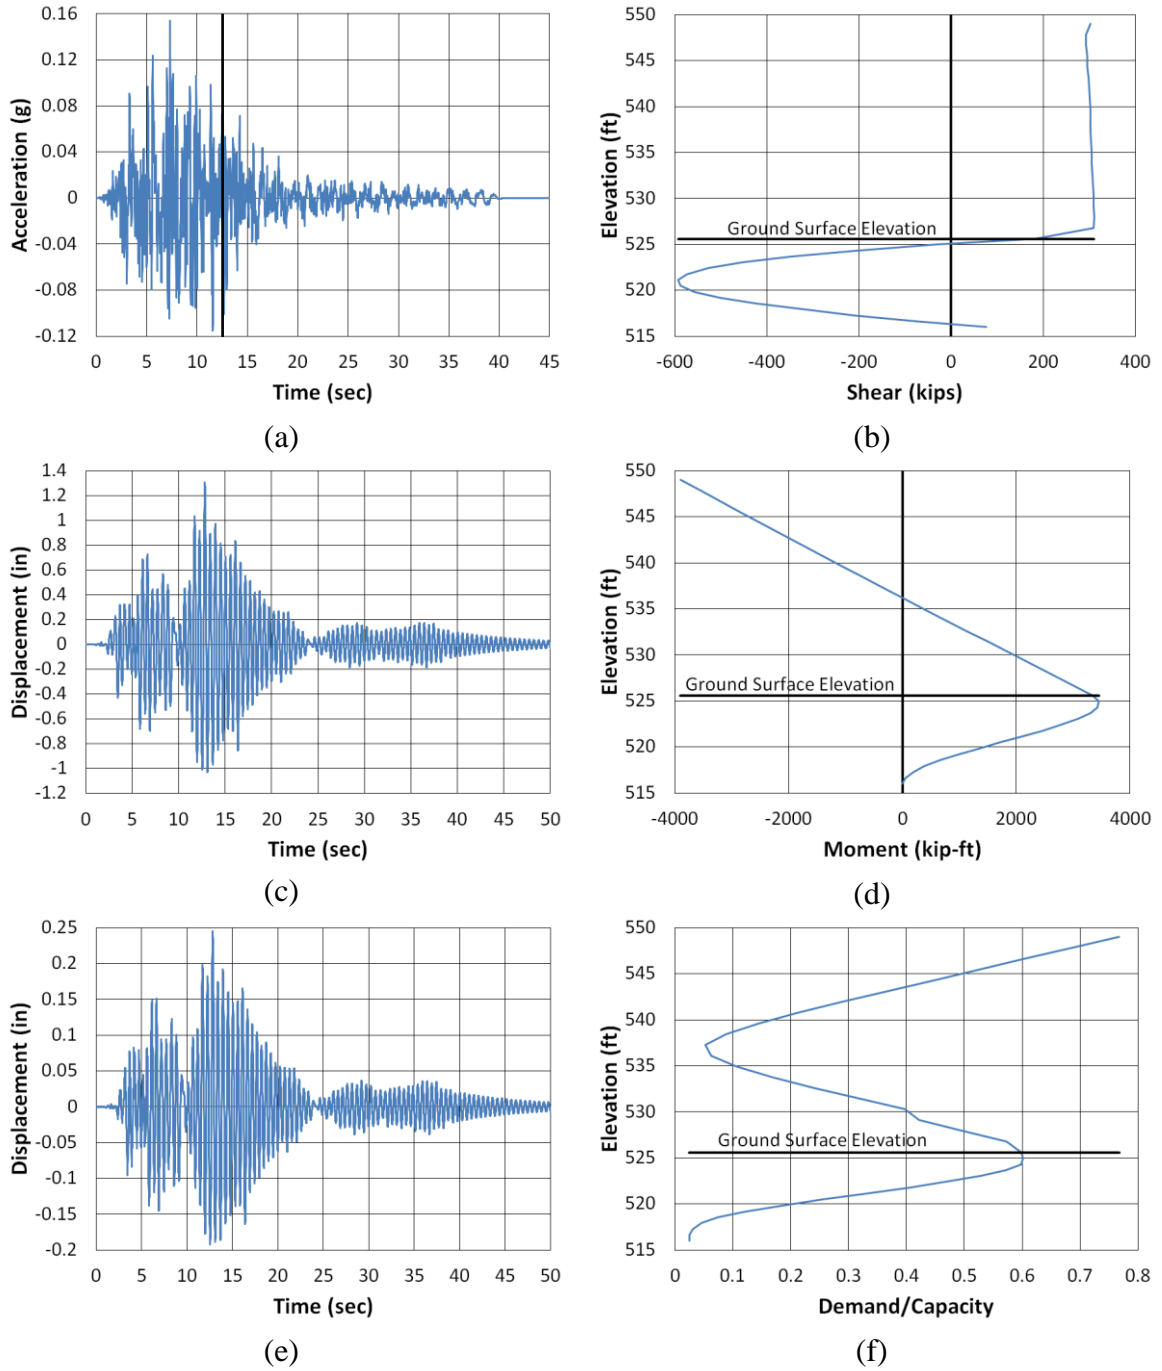 0.16
0.12
0.08
0.04
0
-0.04
-0.08
-0.12
Acceleration (g)
0 5 10 15 20 25 30 35 40 45
Time (sec)
(a)
550
545
540
535
530
525
520
515
Elevation (ft)
Ground Surface Elevation
-600 -400 -200 0 200 400
Shear (kips)
(b)
1.4
1.2
1
0.8
0.6
0.4
0.2
0
-0.2
-0.4
-0.6
-0.8
-1
-1.2
Displacement (in)
0 5 10 15 20 25 30 35 40 45 50
Time (sec)
(c)
550
545
540
535
530
525
520
515
Elevation (ft)
Ground Surface Elevation
-4000 -2000 0 2000 4000
Moment (kip-ft)
(d)
0.25
0.2
0.15
0.1
0.05
0
-0.05
-0.1
-0.15
-0.2
Displacement (in)
0 5 10 15 20 25 30 35 40 45 50
Time (sec)
(e)
550
545
540
535
530
525
520
515
Elevation (ft)
Ground Surface Elevation
0 0.1 0.2 0.3 0.4 0.5 0.6 0.7 0.8
Demand/Capacity
(f)